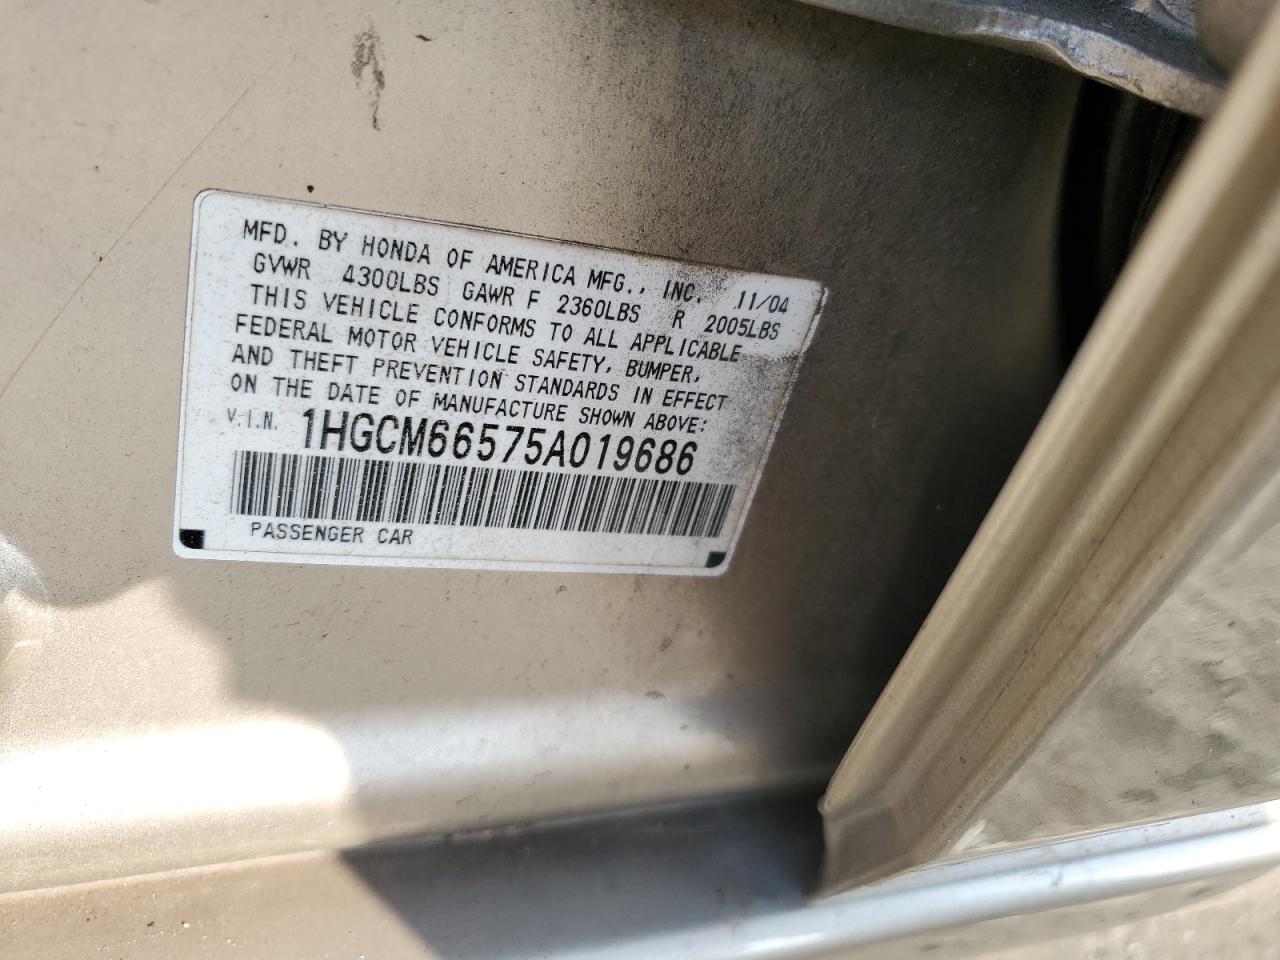 MFD. BY HONDA OF AMERICA MFG., INC. 11/04
GVWR 4300LBS GAWR F 2360LBS R 2005LBS
THIS VEHICLE CONFORMS TO ALL APPLICABLE
FEDERAL MOTOR VEHICLE SAFETY, BUMPER,
AND THEFT PREVENTION STANDARDS IN EFFECT
ON THE DATE OF MANUFACTURE SHOWN ABOVE:
V.I.N. 1HGCM66575A019686
PASSENGER CAR